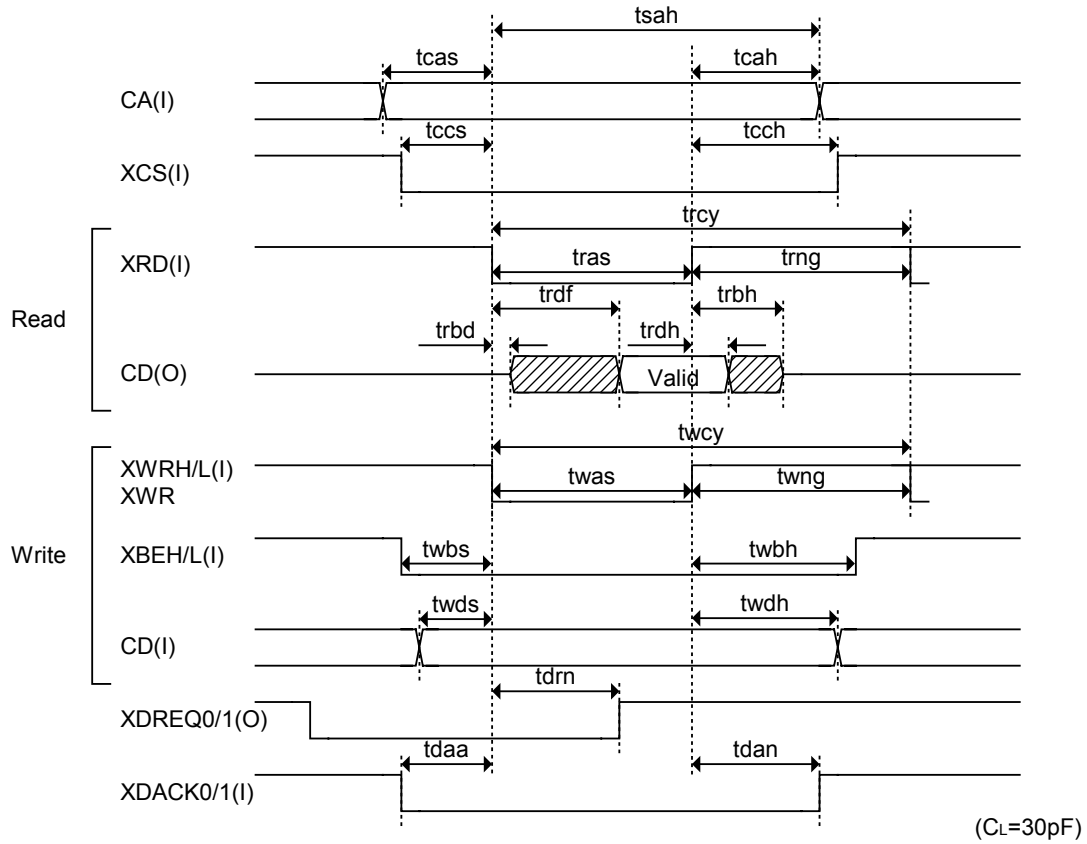 tsah
tcas tcah
CA(I)
tccs tcch
XCS(I)
trcy
XRD(I)
tras trng
trdf trbh
Read
trbd trdh
CD(O)
Valid
twcy
XWRH/L(I)
XWR
twas twng
Write
XBEH/L(I)
twbs twbh
twds twdh
CD(I)
tdrn
XDREQ0/1(O)
tdaa tdan
XDACK0/1(I)
(CL=30pF)